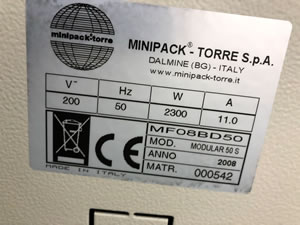 minipack-torre
MINIPACK®-TORRE S.p.A.
DALMINE (BG) - ITALY
www.minipack-torre.it
V~ Hz W A
200 50 2300 11.0
MF08BD50
MOD. MODULAR 50 S
ANNO 2008
MATR. 000542
CE
MADE IN ITALY